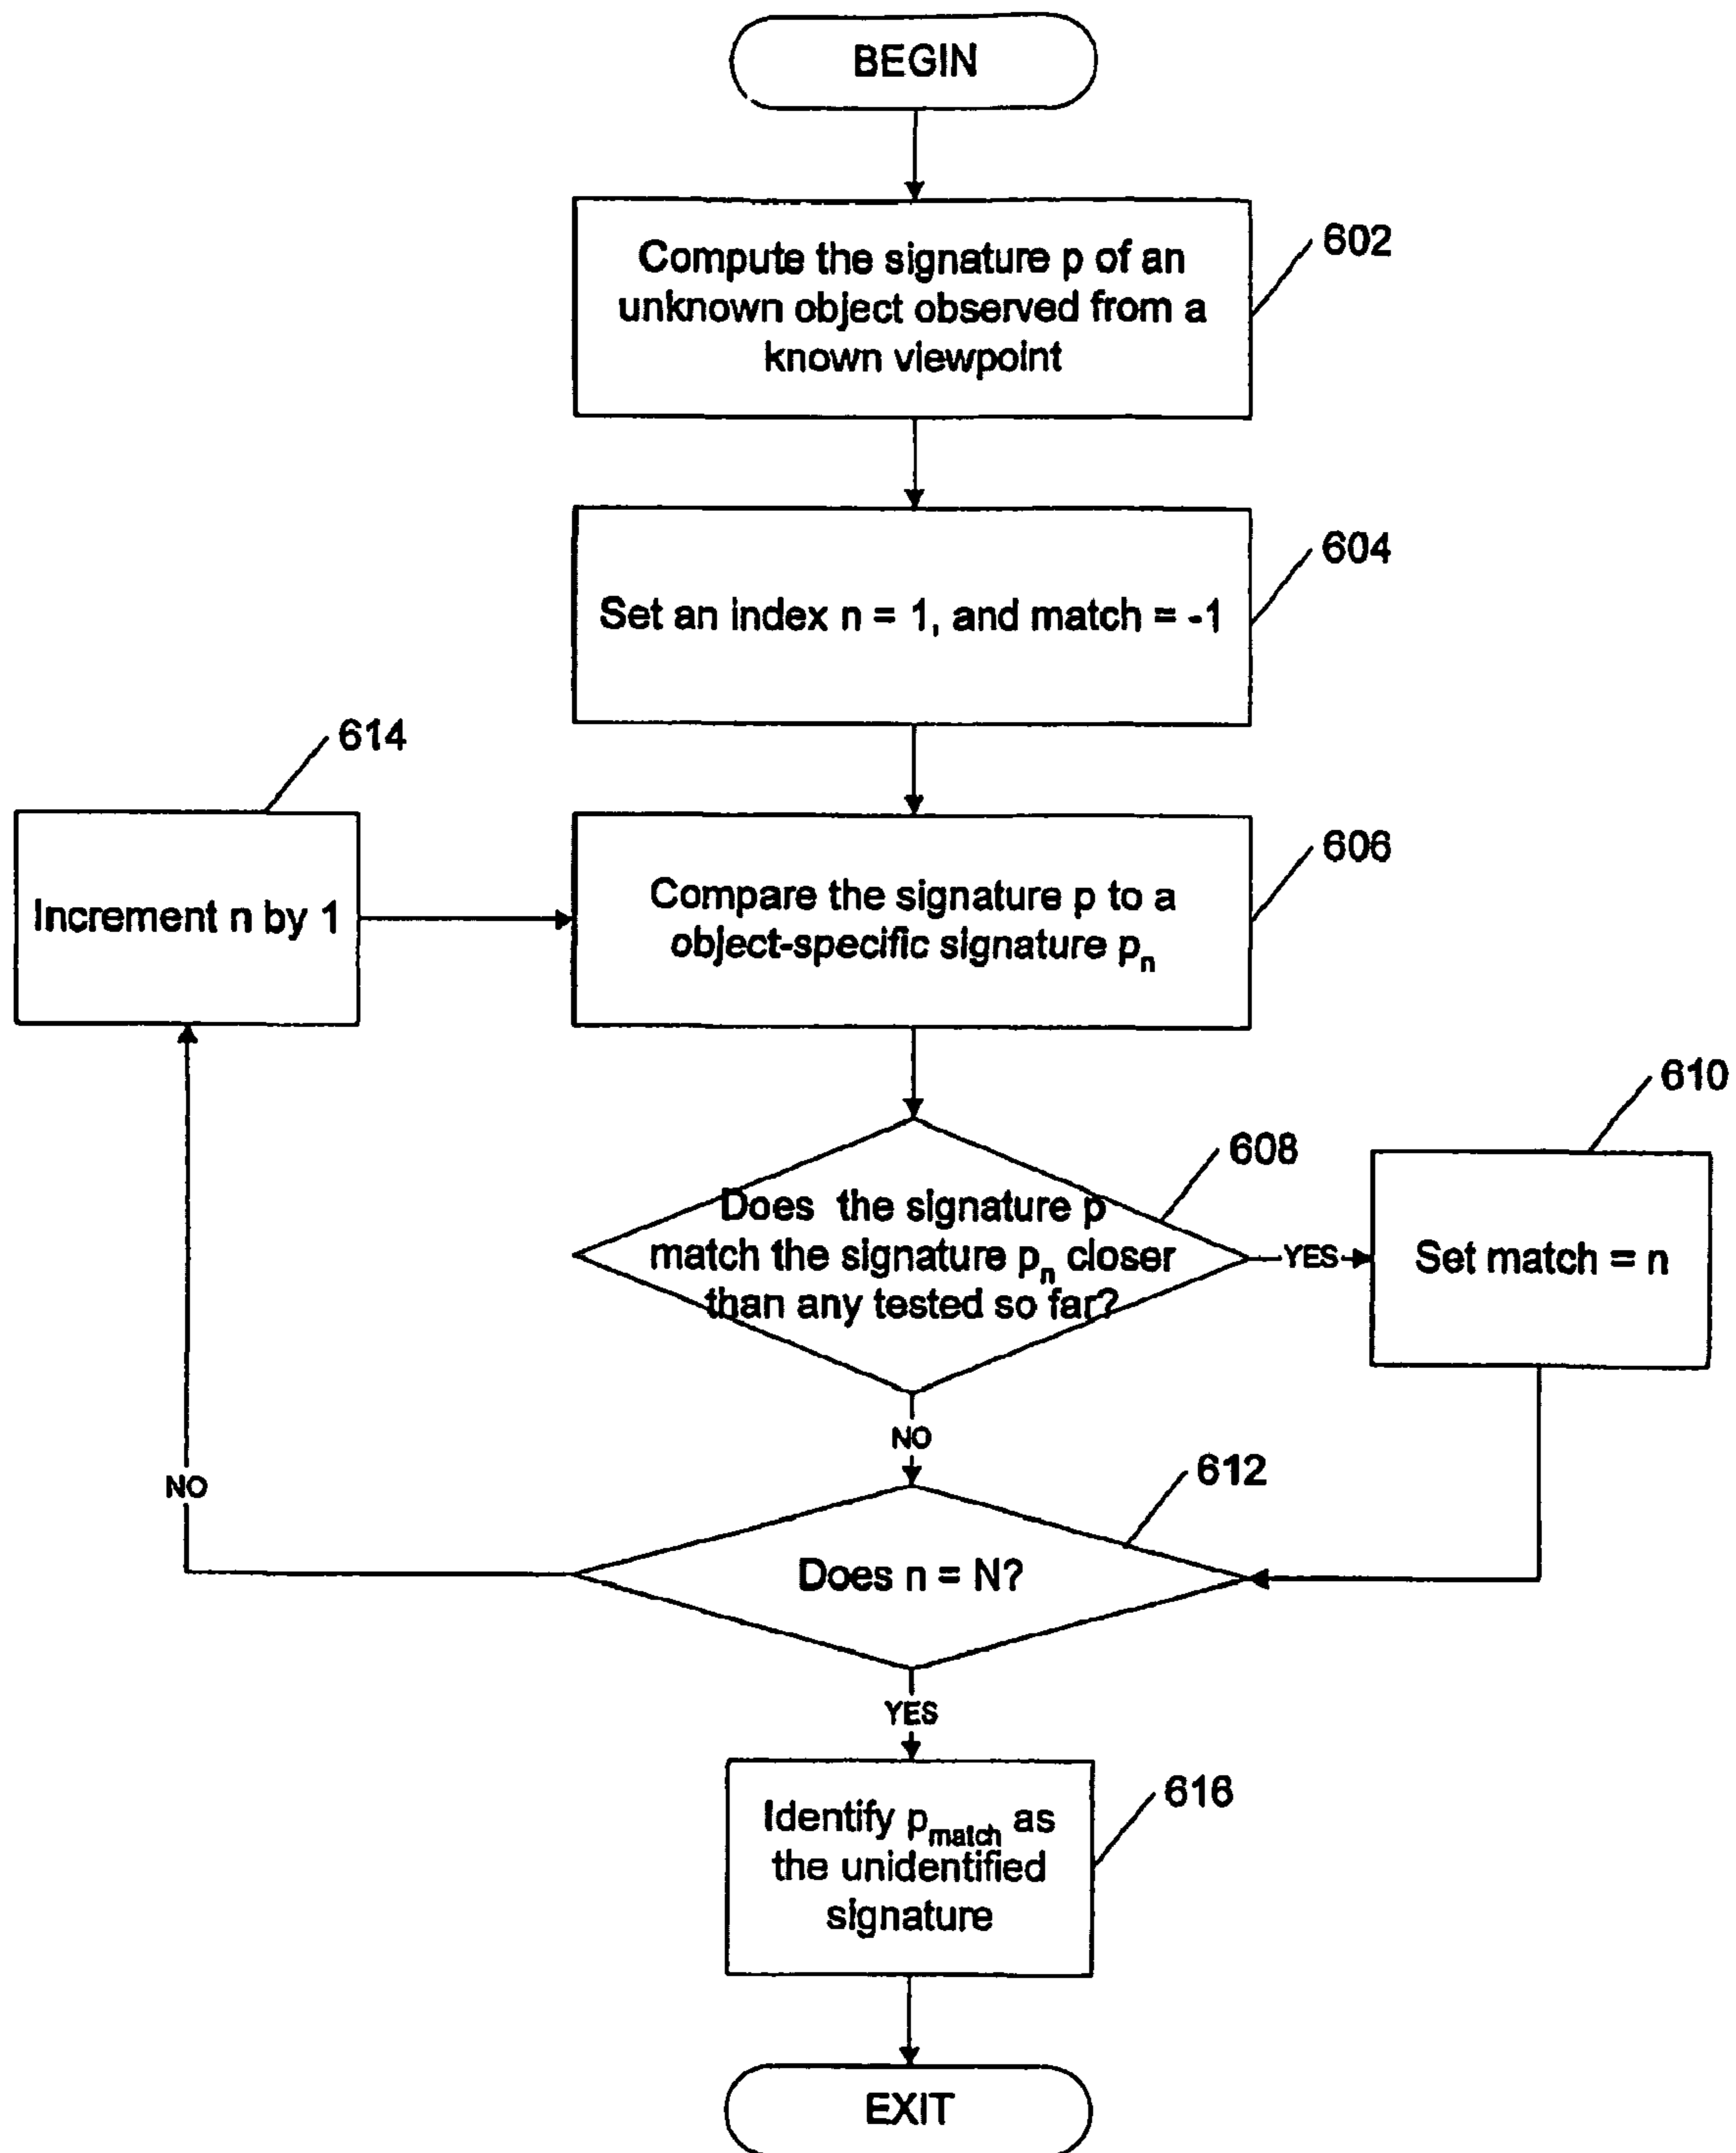 BEGIN
Compute the signature p of an
unknown object observed from a
known viewpoint
602
Set an index n = 1, and match = -1
604
614
Increment n by 1
Compare the signature p to a
object-specific signature pn
606
Does the signature p
match the signature pn closer
than any tested so far?
608
YES
610
Set match = n
NO
612
Does n = N?
NO
YES
Identify pmatch as
the unidentified
signature
616
EXIT